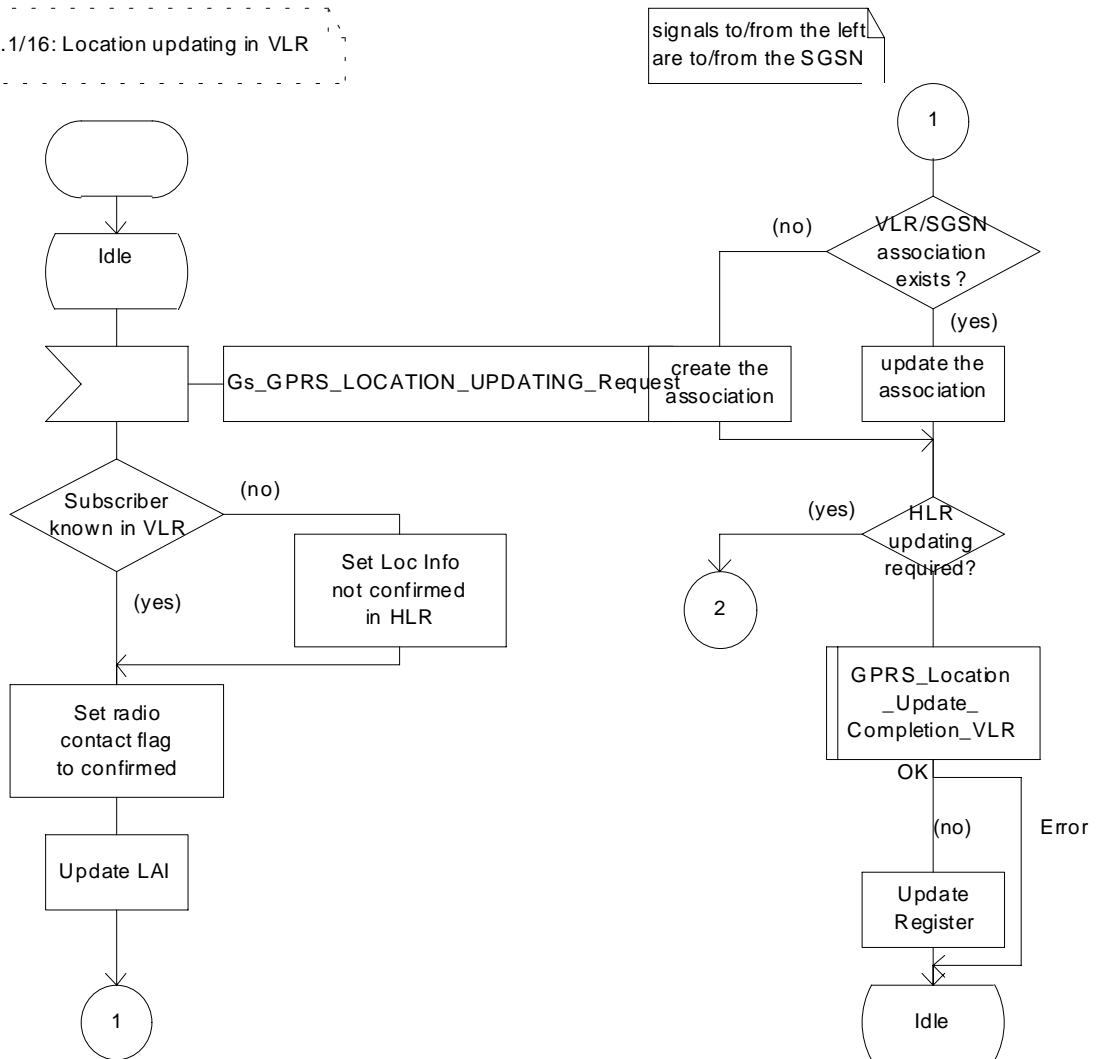 .1/16: Location updating in VLR
signals to/from the left
are to/from the SGSN
Idle
Gs_GPRS_LOCATION_UPDATING_Request
Subscriber
known in VLR
(no)
(yes)
Set Loc Info
not confirmed
in HLR
Set radio
contact flag
to confirmed
Update LAI
1
1
VLR/SGSN
association
exists ?
(no)
(yes)
create the
association
update the
association
HLR
updating
required?
(yes)
2
GPRS_Location
_Update_
Completion_VLR
OK
(no)
Error
Update
Register
Idle